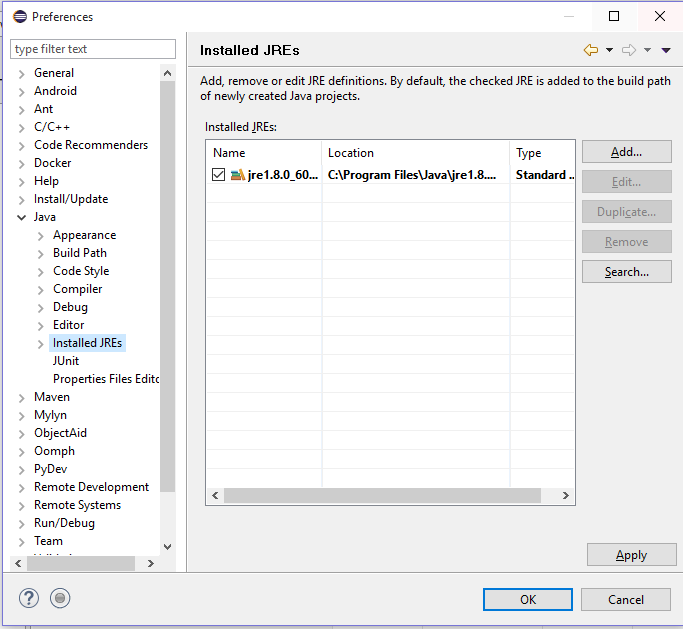 Preferences
type filter text
General
Android
Ant
C/C++
Code Recommenders
Docker
Help
Install/Update
Java
Appearance
Build Path
Code Style
Compiler
Debug
Editor
Installed JREs
JUnit
Properties Files Edito
Maven
Mylyn
ObjectAid
Oomph
PyDev
Remote Development
Remote Systems
Run/Debug
Team
Installed JREs
Add, remove or edit JRE definitions. By default, the checked JRE is added to the build path
of newly created Java projects.
Installed JREs:
Name Location Type
jre1.8.0_60... C:\Program Files\Java\jre1.8.... Standard ..
Add...
Edit...
Duplicate...
Remove
Search...
Apply
OK Cancel